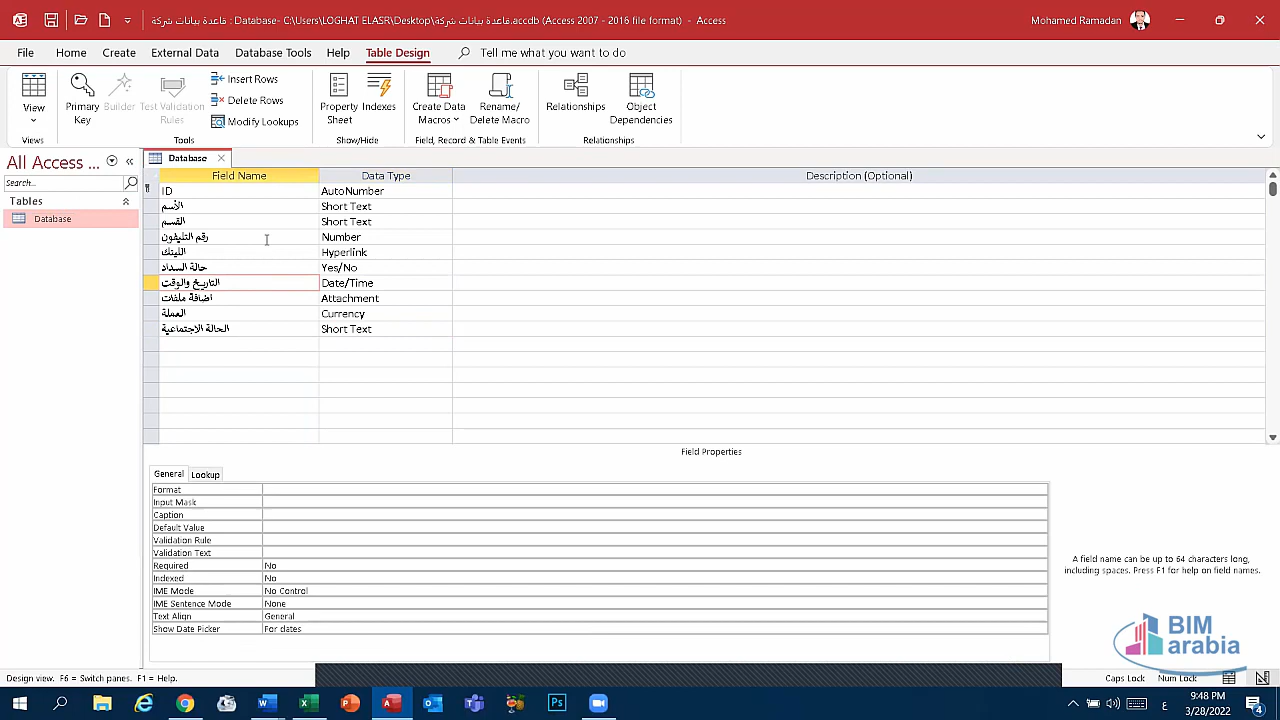 قاعدة بيانات شركة : Database- C:\Users\LOGHAT ELASR\Desktop\قاعدة بيانات شركة.accdb (Access 2007 - 2016 file format) - Access
Mohamed Ramadan
File Home Create External Data Database Tools Help Table Design Tell me what you want to do
View
Primary Key
Builder
Test Validation Rules
Insert Rows
Delete Rows
Modify Lookups
Property Sheet
Indexes
Create Data Macros
Rename/ Delete Macro
Relationships
Object Dependencies
Views Tools Show/Hide Field, Record & Table Events Relationships
All Access ...
Search...
Tables
Database
Database
Field Name Data Type Description (Optional)
ID AutoNumber
الأسم Short Text
القسم Short Text
رقم التليفون Number
اللينك Hyperlink
حالة السداد Yes/No
التاريخ والوقت Date/Time
اضافة ملفات Attachment
العملة Currency
الحالة الاجتماعية Short Text
Field Properties
General Lookup
Format
Input Mask
Caption
Default Value
Validation Rule
Validation Text
Required No
Indexed No
IME Mode No Control
IME Sentence Mode None
Text Align General
Show Date Picker For dates
A field name can be up to 64 characters long,
including spaces. Press F1 for help on field names.
BIM
arabia
Design view. F6 = Switch panes. F1 = Help.
Caps Lock Num Lock
9:48 PM
3/28/2022
ع
4
Ps